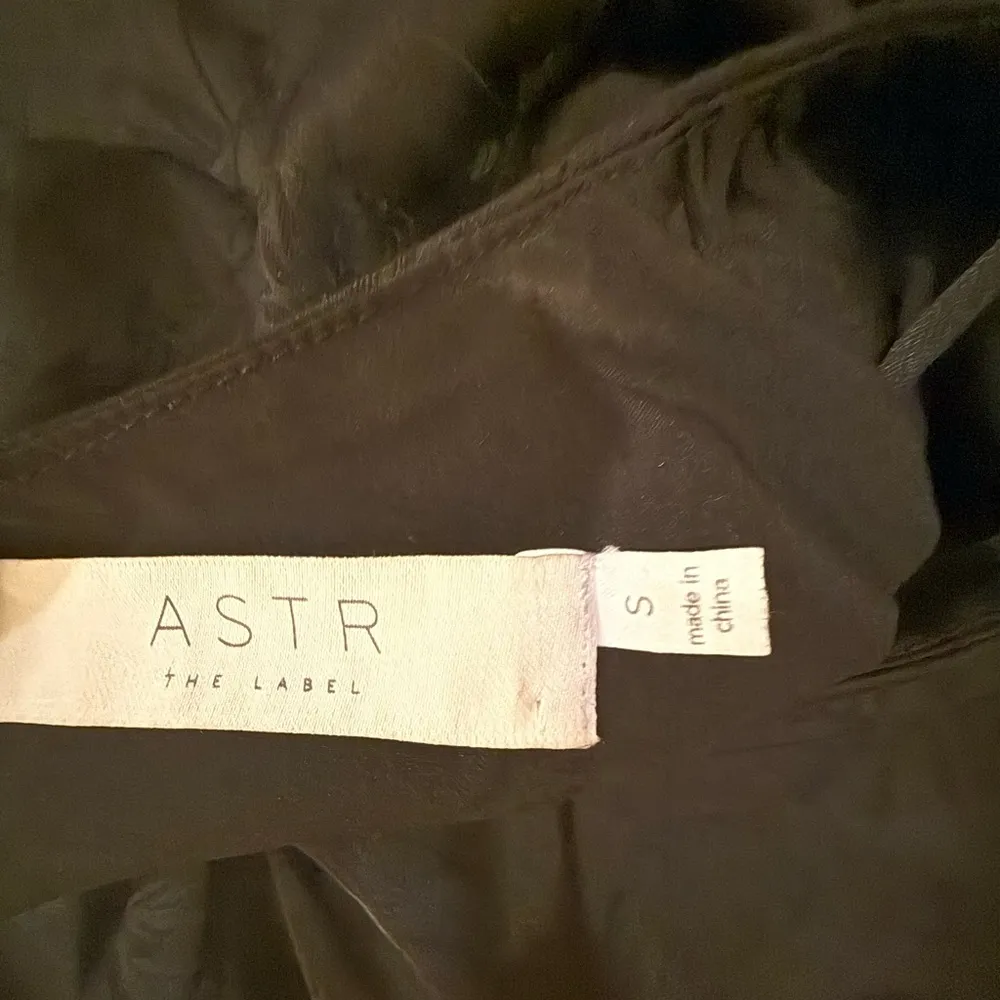 ASTR
tHE LABEL
S
made in
china